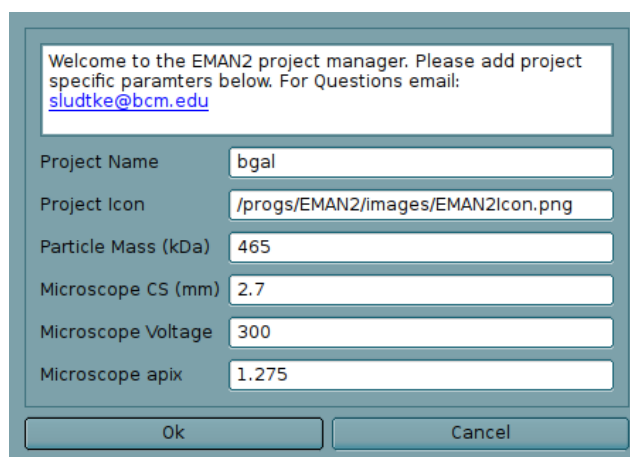 Welcome to the EMAN2 project manager. Please add project
specific paramters below. For Questions email:
sludtke@bcm.edu
Project Name bgal
Project Icon /progs/EMAN2/images/EMAN2Icon.png
Particle Mass (kDa) 465
Microscope CS (mm) 2.7
Microscope Voltage 300
Microscope apix 1.275
Ok Cancel